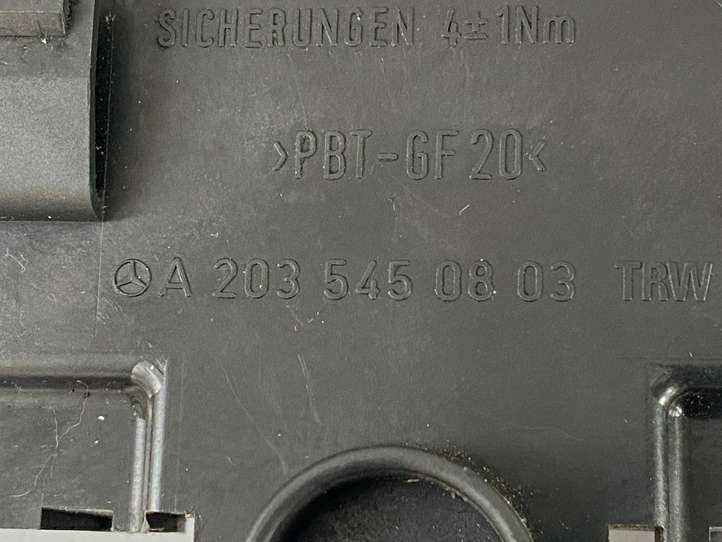 SICHERUNGEN 4±1Nm
>PBT-GF20<
A 203 545 08 03 TRW